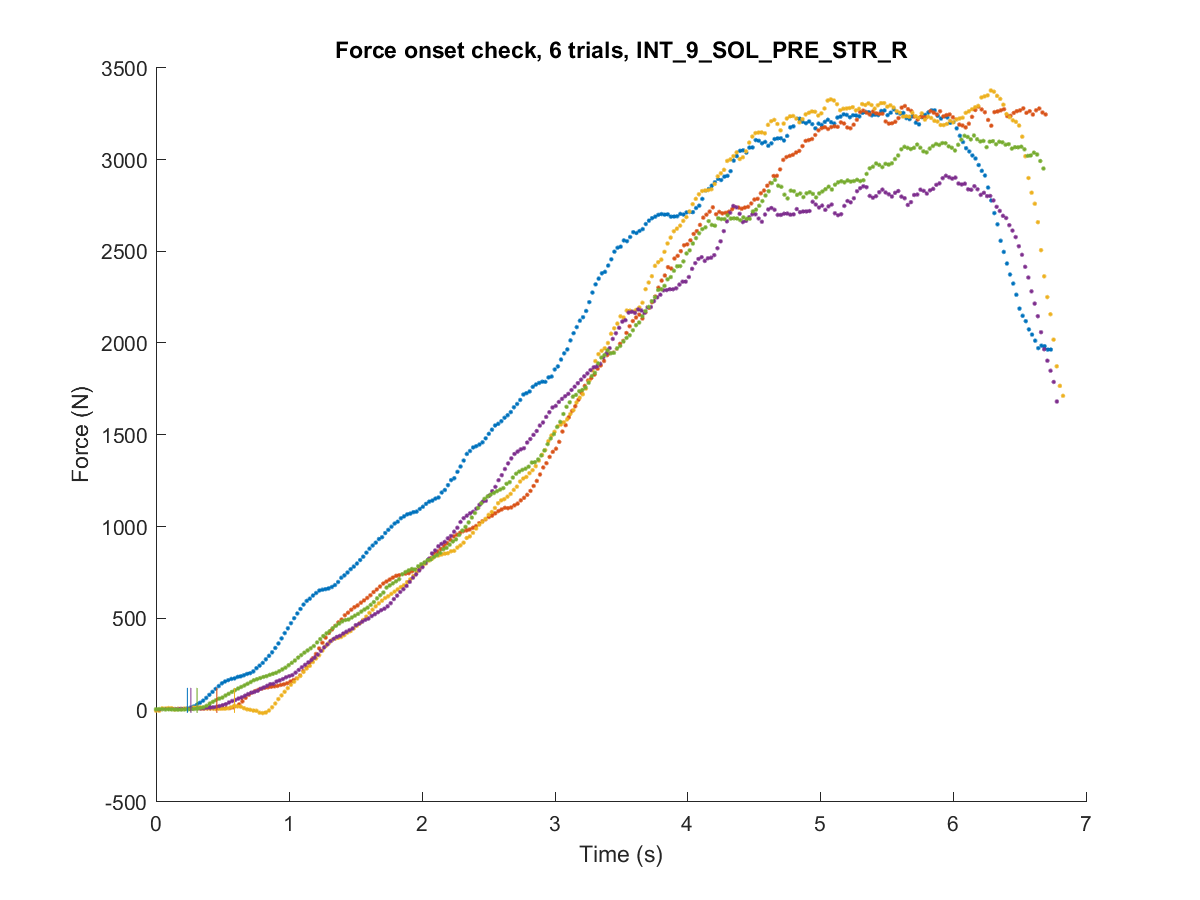 Force onset check, 6 trials, INT_9_SOL_PRE_STR_R
3500
3000
2500
2000
1500
1000
500
0
-500
Force (N)
0 1 2 3 4 5 6 7
Time (s)